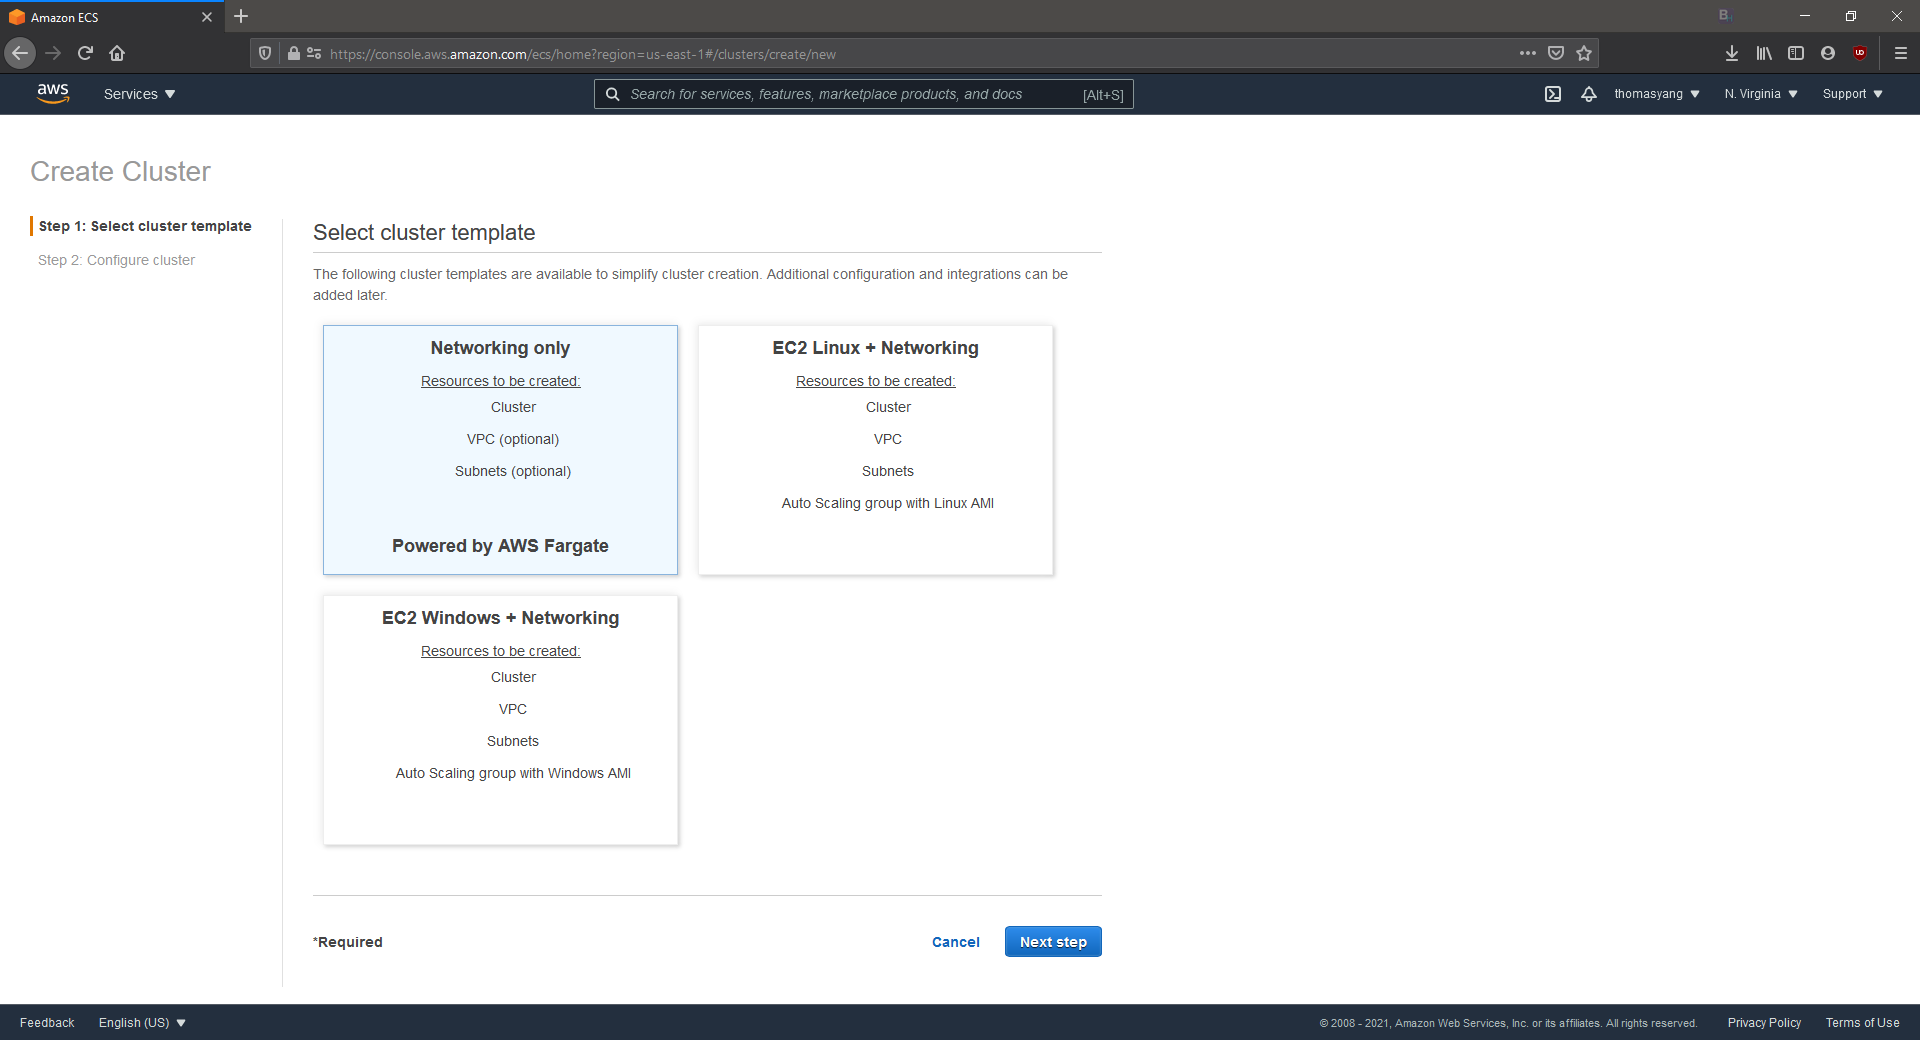 Amazon ECS
https://console.aws.amazon.com/ecs/home?region=us-east-1#/clusters/create/new
aws
Services
Search for services, features, marketplace products, and docs
[Alt+S]
thomasyang
N. Virginia
Support
Create Cluster
Step 1: Select cluster template
Step 2: Configure cluster
Select cluster template
The following cluster templates are available to simplify cluster creation. Additional configuration and integrations can be
added later.
Networking only
Resources to be created:
Cluster
VPC (optional)
Subnets (optional)
Powered by AWS Fargate
EC2 Linux + Networking
Resources to be created:
Cluster
VPC
Subnets
Auto Scaling group with Linux AMI
EC2 Windows + Networking
Resources to be created:
Cluster
VPC
Subnets
Auto Scaling group with Windows AMI
*Required
Cancel
Next step
Feedback
English (US)
© 2008 - 2021, Amazon Web Services, Inc. or its affiliates. All rights reserved.
Privacy Policy
Terms of Use